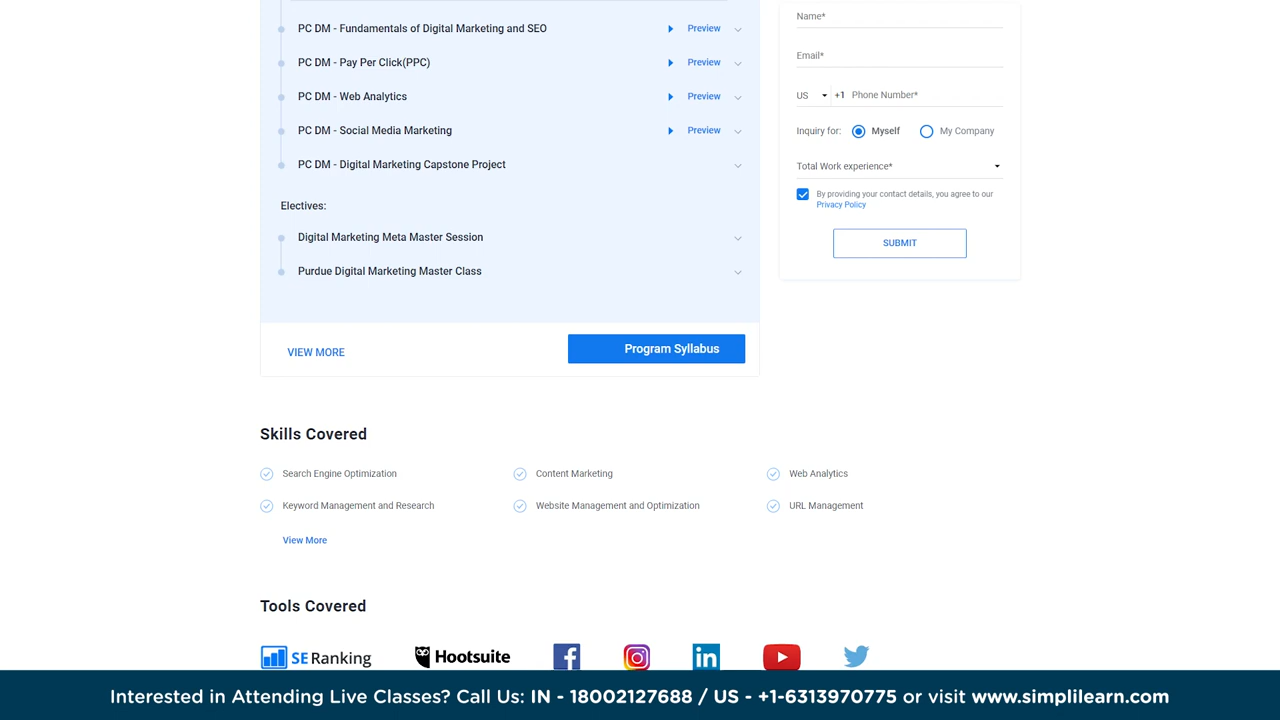 PC DM - Fundamentals of Digital Marketing and SEO Preview
PC DM - Pay Per Click(PPC) Preview
PC DM - Web Analytics Preview
PC DM - Social Media Marketing Preview
PC DM - Digital Marketing Capstone Project
Electives:
Digital Marketing Meta Master Session
Purdue Digital Marketing Master Class
VIEW MORE Program Syllabus
Name*
Email*
US +1 Phone Number*
Inquiry for: Myself My Company
Total Work experience*
By providing your contact details, you agree to our
Privacy Policy
SUBMIT
Skills Covered
Search Engine Optimization Content Marketing Web Analytics
Keyword Management and Research Website Management and Optimization URL Management
View More
Tools Covered
SE Ranking Hootsuite f in
Interested in Attending Live Classes? Call Us: IN - 18002127688 / US - +1-6313970775 or visit www.simplilearn.com